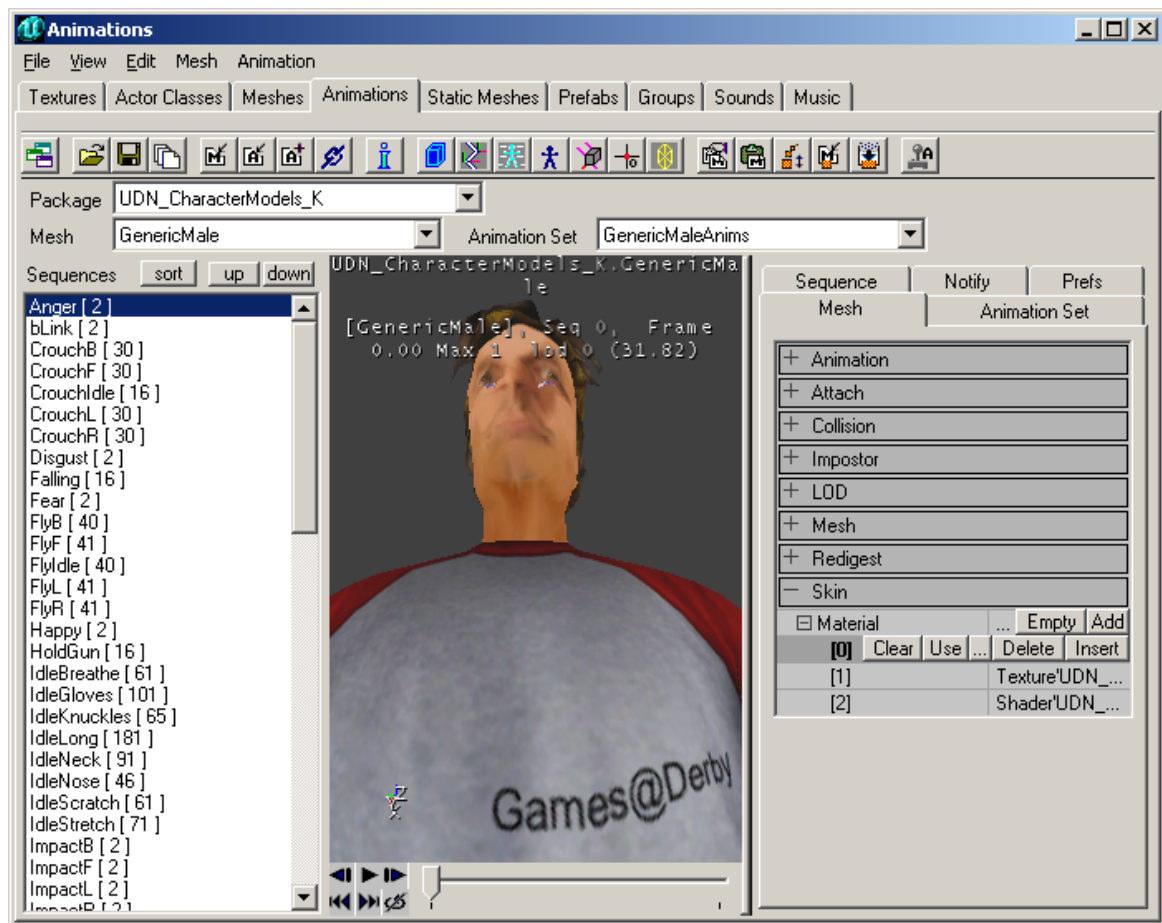 Animations
File View Edit Mesh Animation
Textures Actor Classes Meshes Animations Static Meshes Prefabs Groups Sounds Music
Package UDN_CharacterModels_K
Mesh GenericMale Animation Set GenericMaleAnims
Sequences sort up down
Anger [ 2 ]
bLink [ 2 ]
CrouchB [ 30 ]
CrouchF [ 30 ]
CrouchIdle [ 16 ]
CrouchL [ 30 ]
CrouchR [ 30 ]
Disgust [ 2 ]
Falling [ 16 ]
Fear [ 2 ]
FlyB [ 40 ]
FlyF [ 41 ]
FlyIdle [ 40 ]
FlyL [ 41 ]
FlyR [ 41 ]
Happy [ 2 ]
HoldGun [ 16 ]
IdleBreathe [ 61 ]
IdleGloves [ 101 ]
IdleKnuckles [ 65 ]
IdleLong [ 181 ]
IdleNeck [ 91 ]
IdleNose [ 46 ]
IdleScratch [ 61 ]
IdleStretch [ 71 ]
ImpactB [ 2 ]
ImpactF [ 2 ]
ImpactL [ 2 ]
ImpactR [ 2 ]
UDN_CharacterModels_K.GenericMa
le
[GenericMale], Seq 0, Frame
0.00 Max 1 lod 0 (31.82)
Games@Derby
Sequence Notify Prefs
Mesh Animation Set
Animation
Attach
Collision
Impostor
LOD
Mesh
Redigest
Skin
Material ... Empty Add
[0] Clear Use ... Delete Insert
[1] Texture'UDN_...
[2] Shader'UDN_...